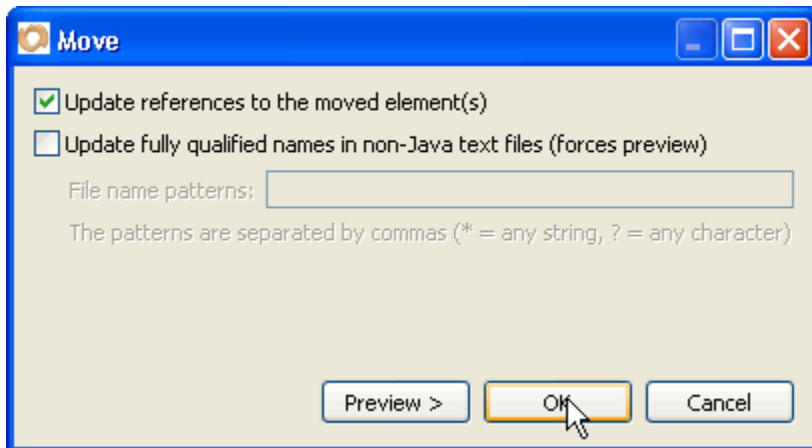 Move
Update references to the moved element(s)
Update fully qualified names in non-Java text files (forces preview)
File name patterns:
The patterns are separated by commas (* = any string, ? = any character)
Preview > OK Cancel